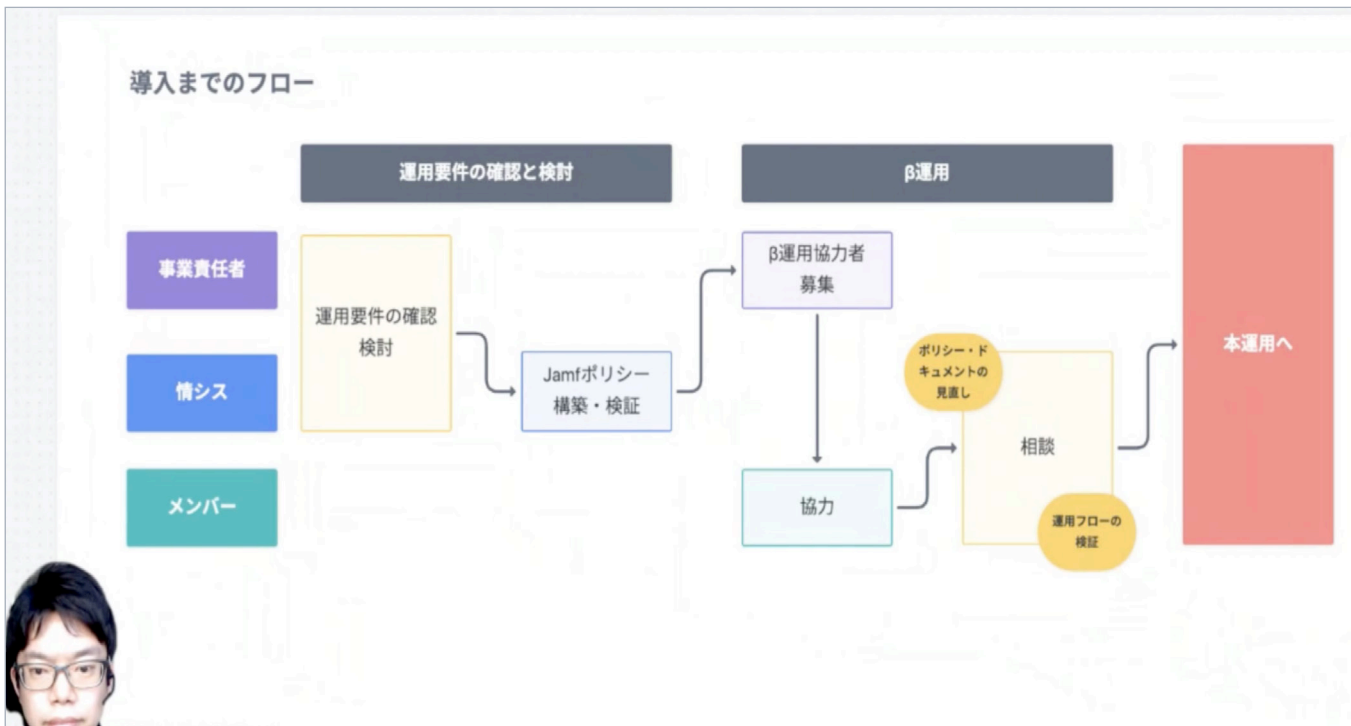 導入までのフロー
運用要件の確認と検討
β運用
事業責任者
情シス
メンバー
運用要件の確認
検討
Jamfポリシー
構築・検証
β運用協力者
募集
協力
ポリシー・ド
キュメントの
見直し
相談
運用フローの
検証
本運用へ